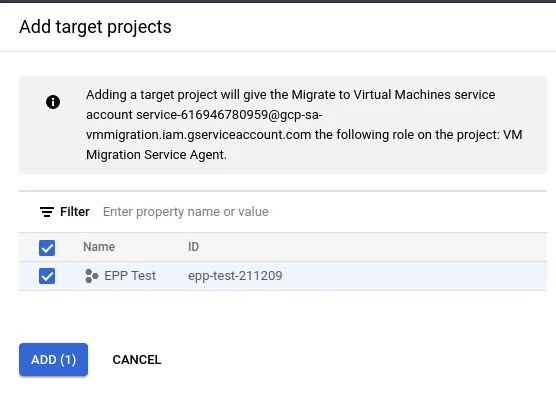 Add target projects
Adding a target project will give the Migrate to Virtual Machines service
account service-616946780959@gcp-sa-
vmmigration.iam.gserviceaccount.com the following role on the project: VM
Migration Service Agent.
Filter Enter property name or value
Name ID
EPP Test epp-test-211209
ADD (1) CANCEL